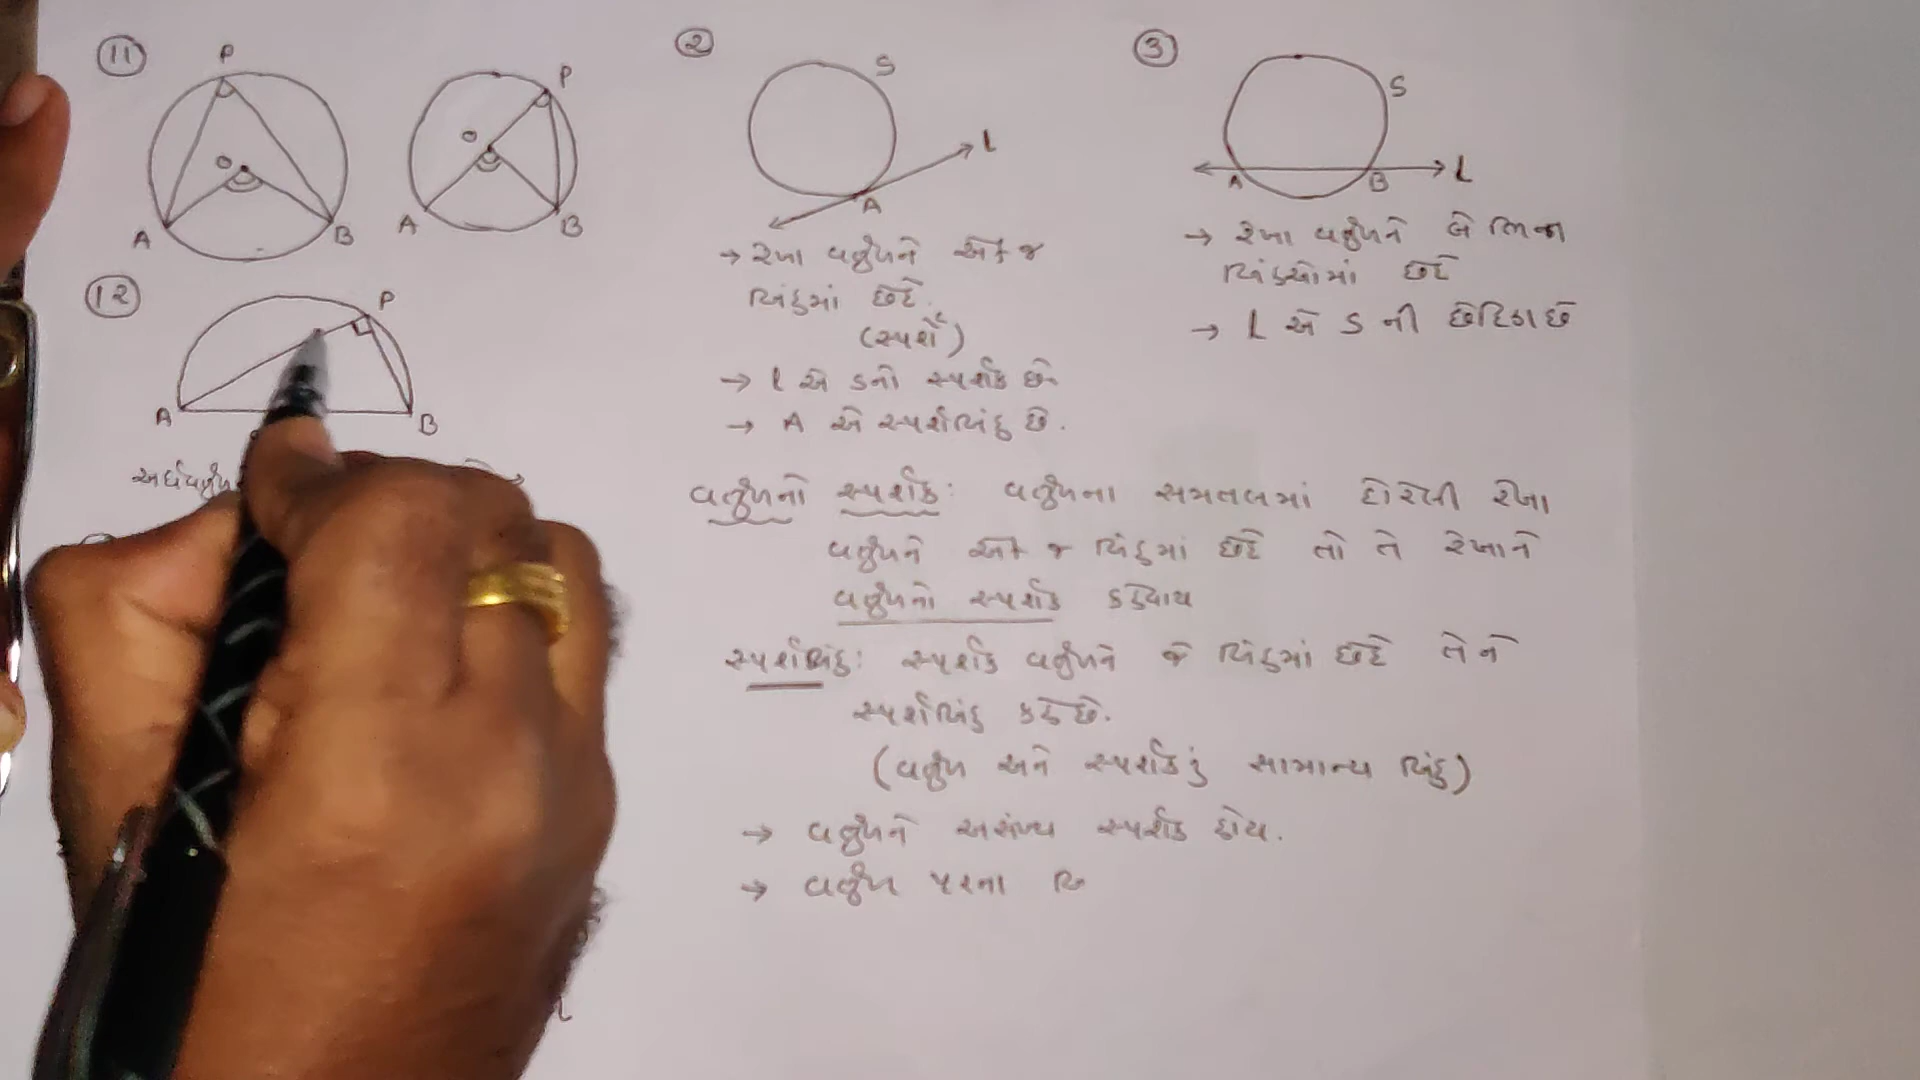 11
P
O
A B
P
O
A B
12
P
A B
અર્ધવર્તુળ
2
S
L
A
→ રેખા વર્તુળને એક જ
બિંદુમાં છેદે.
(સ્પર્શે)
→ L એ S નો સ્પર્શક છે.
→ A એ સ્પર્શબિંદુ છે.
3
S
A B L
→ રેખા વર્તુળને બે ભિન્ન
બિંદુઓમાં છેદે
→ L એ S ની છેદિકા છે
વર્તુળનો સ્પર્શક: વર્તુળના સમતલમાં દોરેલી રેખા
વર્તુળને એક જ બિંદુમાં છેદે તો તે રેખાને
વર્તુળનો સ્પર્શક કહેવાય
સ્પર્શબિંદુ: સ્પર્શક વર્તુળને જે બિંદુમાં છેદે તેને
સ્પર્શબિંદુ કહે છે.
(વર્તુળ અને સ્પર્શકનું સામાન્ય બિંદુ)
→ વર્તુળને અસંખ્ય સ્પર્શક હોય.
→ વર્તુળ પરના બિ